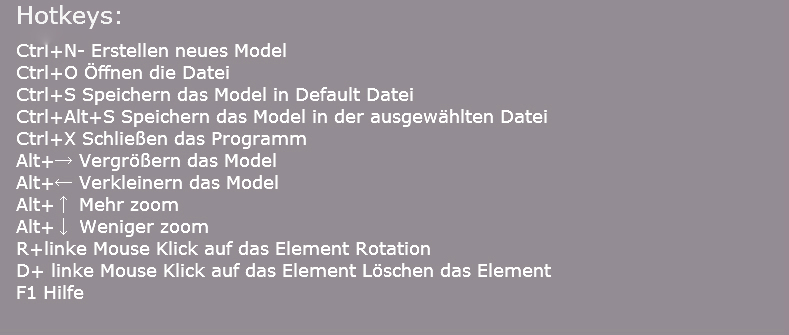 Hotkeys:
Ctrl+N- Erstellen neues Model
Ctrl+O Öffnen die Datei
Ctrl+S Speichern das Model in Default Datei
Ctrl+Alt+S Speichern das Model in der ausgewählten Datei
Ctrl+X Schließen das Programm
Alt+→ Vergrößern das Model
Alt+← Verkleinern das Model
Alt+↑ Mehr zoom
Alt+↓ Weniger zoom
R+linke Mouse Klick auf das Element Rotation
D+ linke Mouse Klick auf das Element Löschen das Element
F1 Hilfe